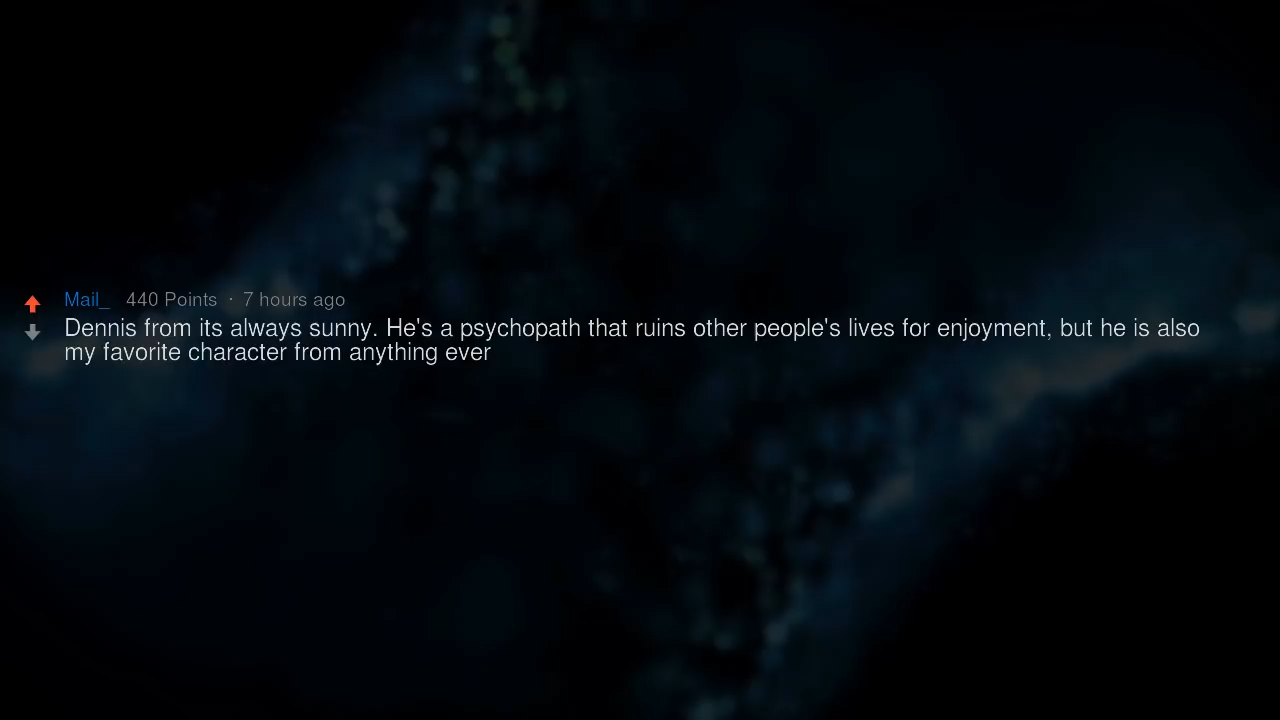 Mail_ 440 Points · 7 hours ago
Dennis from its always sunny. He's a psychopath that ruins other people's lives for enjoyment, but he is also
my favorite character from anything ever